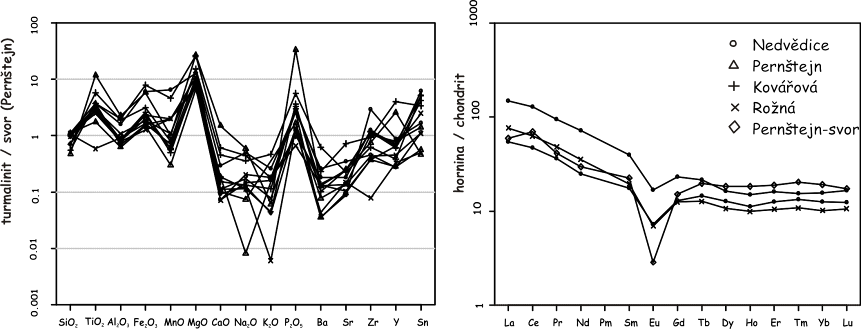 turmalinit / svor (Pernštejn)
100
10
1
0.1
0.01
0.001
SiO₂ TiO₂ Al₂O₃ Fe₂O₃ MnO MgO CaO Na₂O K₂O P₂O₅ Ba Sr Zr Y Sn
hornina / chondrit
1000
100
10
1
Nedvědice
Pernštejn
Kovářová
Rožná
Pernštejn-svor
La Ce Pr Nd Pm Sm Eu Gd Tb Dy Ho Er Tm Yb Lu